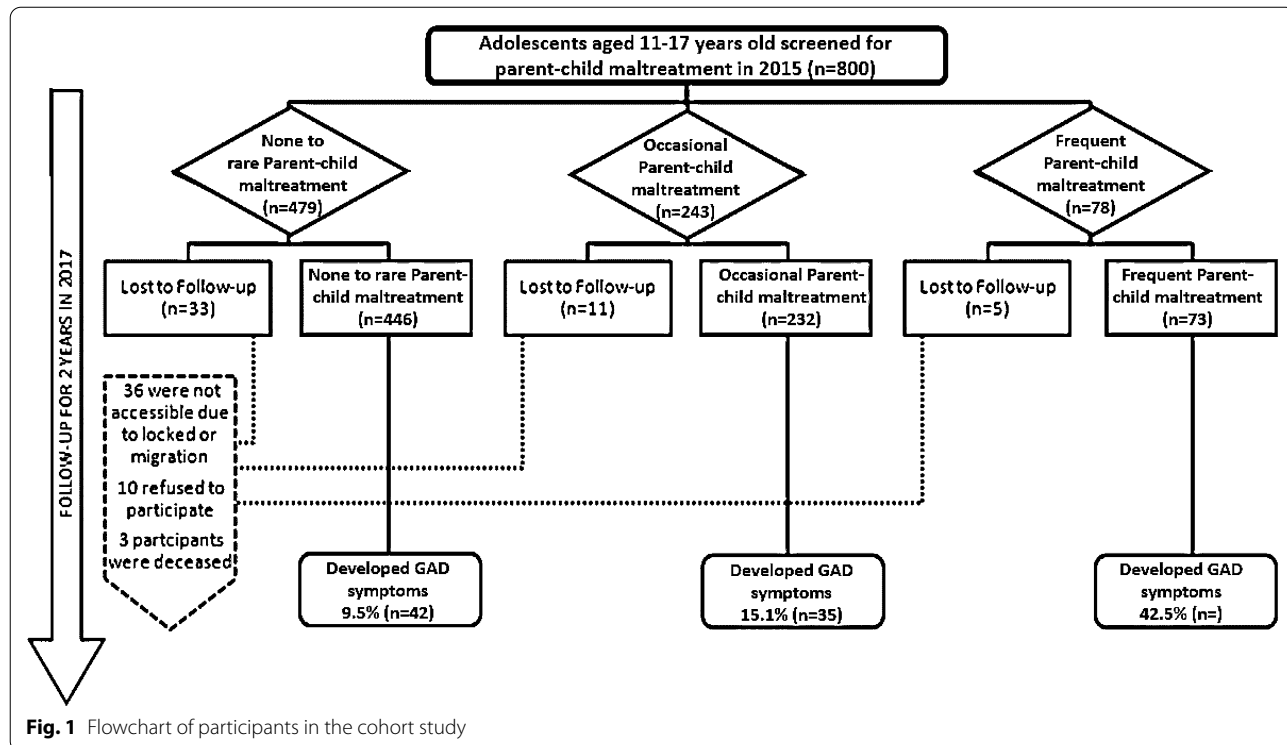 Adolescents aged 11-17 years old screened for
parent-child maltreatment in 2015 (n=800)
None to
rare Parent-child
maltreatment
(n=479)
Occasional
Parent-child
maltreatment
(n=243)
Frequent
Parent-child
maltreatment
(n=78)
Lost to Follow-up
(n=33)
None to rare Parent-
child maltreatment
(n=446)
Lost to Follow-up
(n=11)
Occasional Parent-
child maltreatment
(n=232)
Lost to Follow-up
(n=5)
Frequent Parent-
child maltreatment
(n=73)
FOLLOW-UP FOR 2 YEARS IN 2017
36 were not
accessible due
to locked or
migration
10 refused to
participate
3 partcipants
were deceased
Developed GAD
symptoms
9.5% (n=42)
Developed GAD
symptoms
15.1% (n=35)
Developed GAD
symptoms
42.5% (n=)
Fig. 1 Flowchart of participants in the cohort study